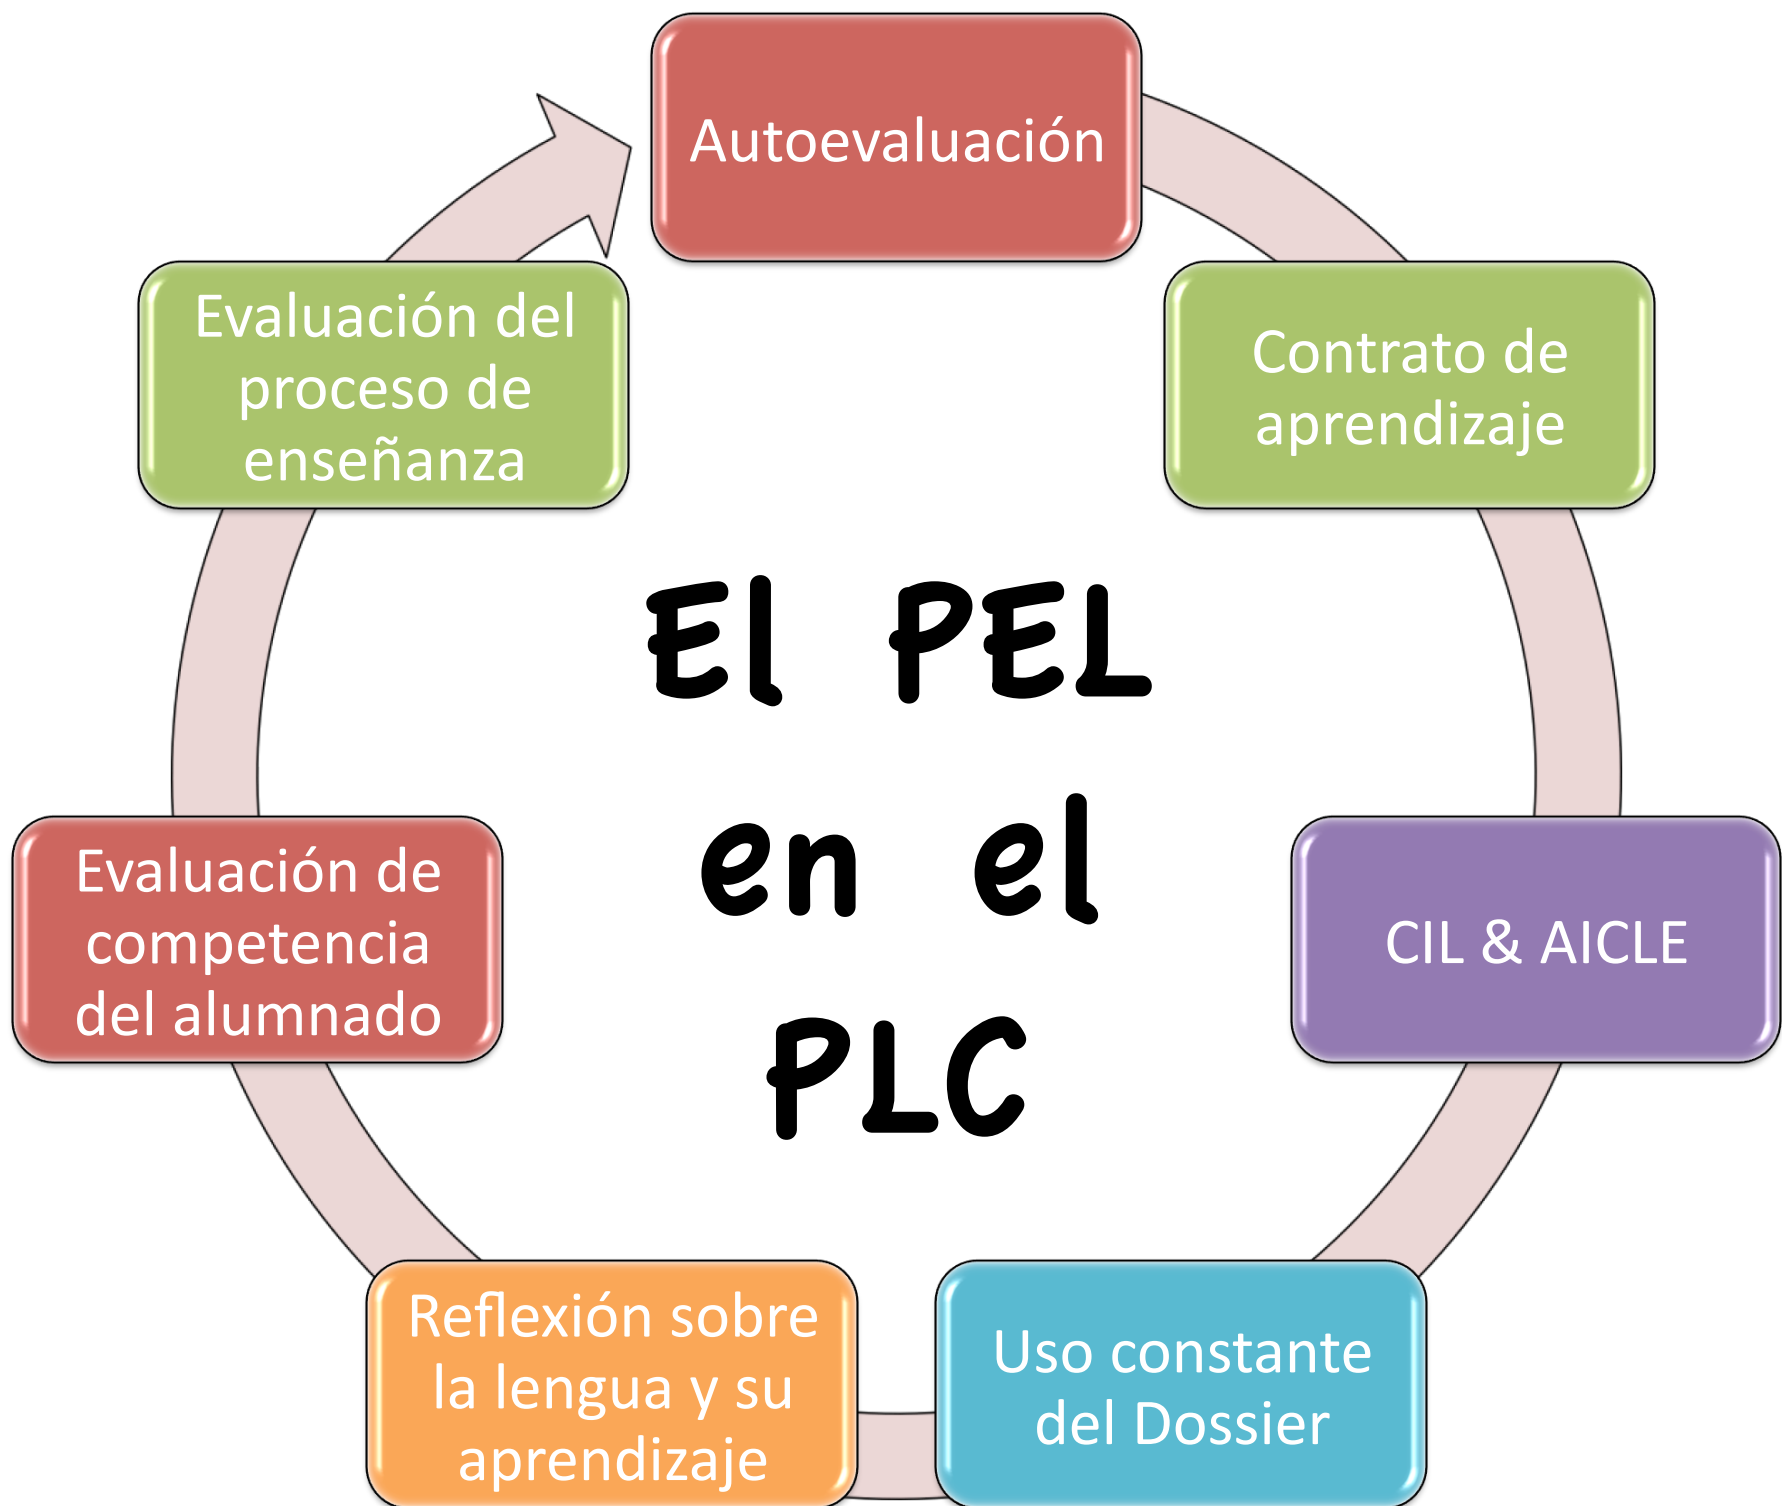 Autoevaluación
Contrato de
aprendizaje
CIL & AICLE
Uso constante
del Dossier
Reflexión sobre
la lengua y su
aprendizaje
Evaluación de
competencia
del alumnado
Evaluación del
proceso de
enseñanza
El PEL
en el
PLC